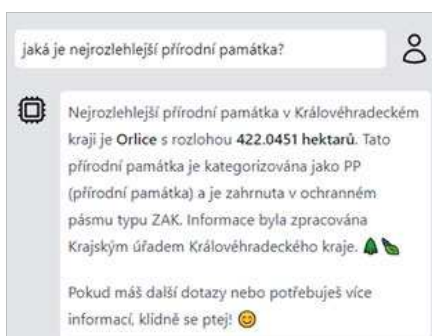 jaká je nejrozlehlejší přírodní památka?
Nejrozlehlejší přírodní památka v Královéhradeckém
kraji je Orlice s rozlohou 422.0451 hektarů. Tato
přírodní památka je kategorizována jako PP
(přírodní památka) a je zahrnuta v ochranném
pásmu typu ZAK. Informace byla zpracována
Krajským úřadem Královéhradeckého kraje. 🌲🍃
Pokud máš další dotazy nebo potřebuješ více
informací, klidně se ptej! 😊